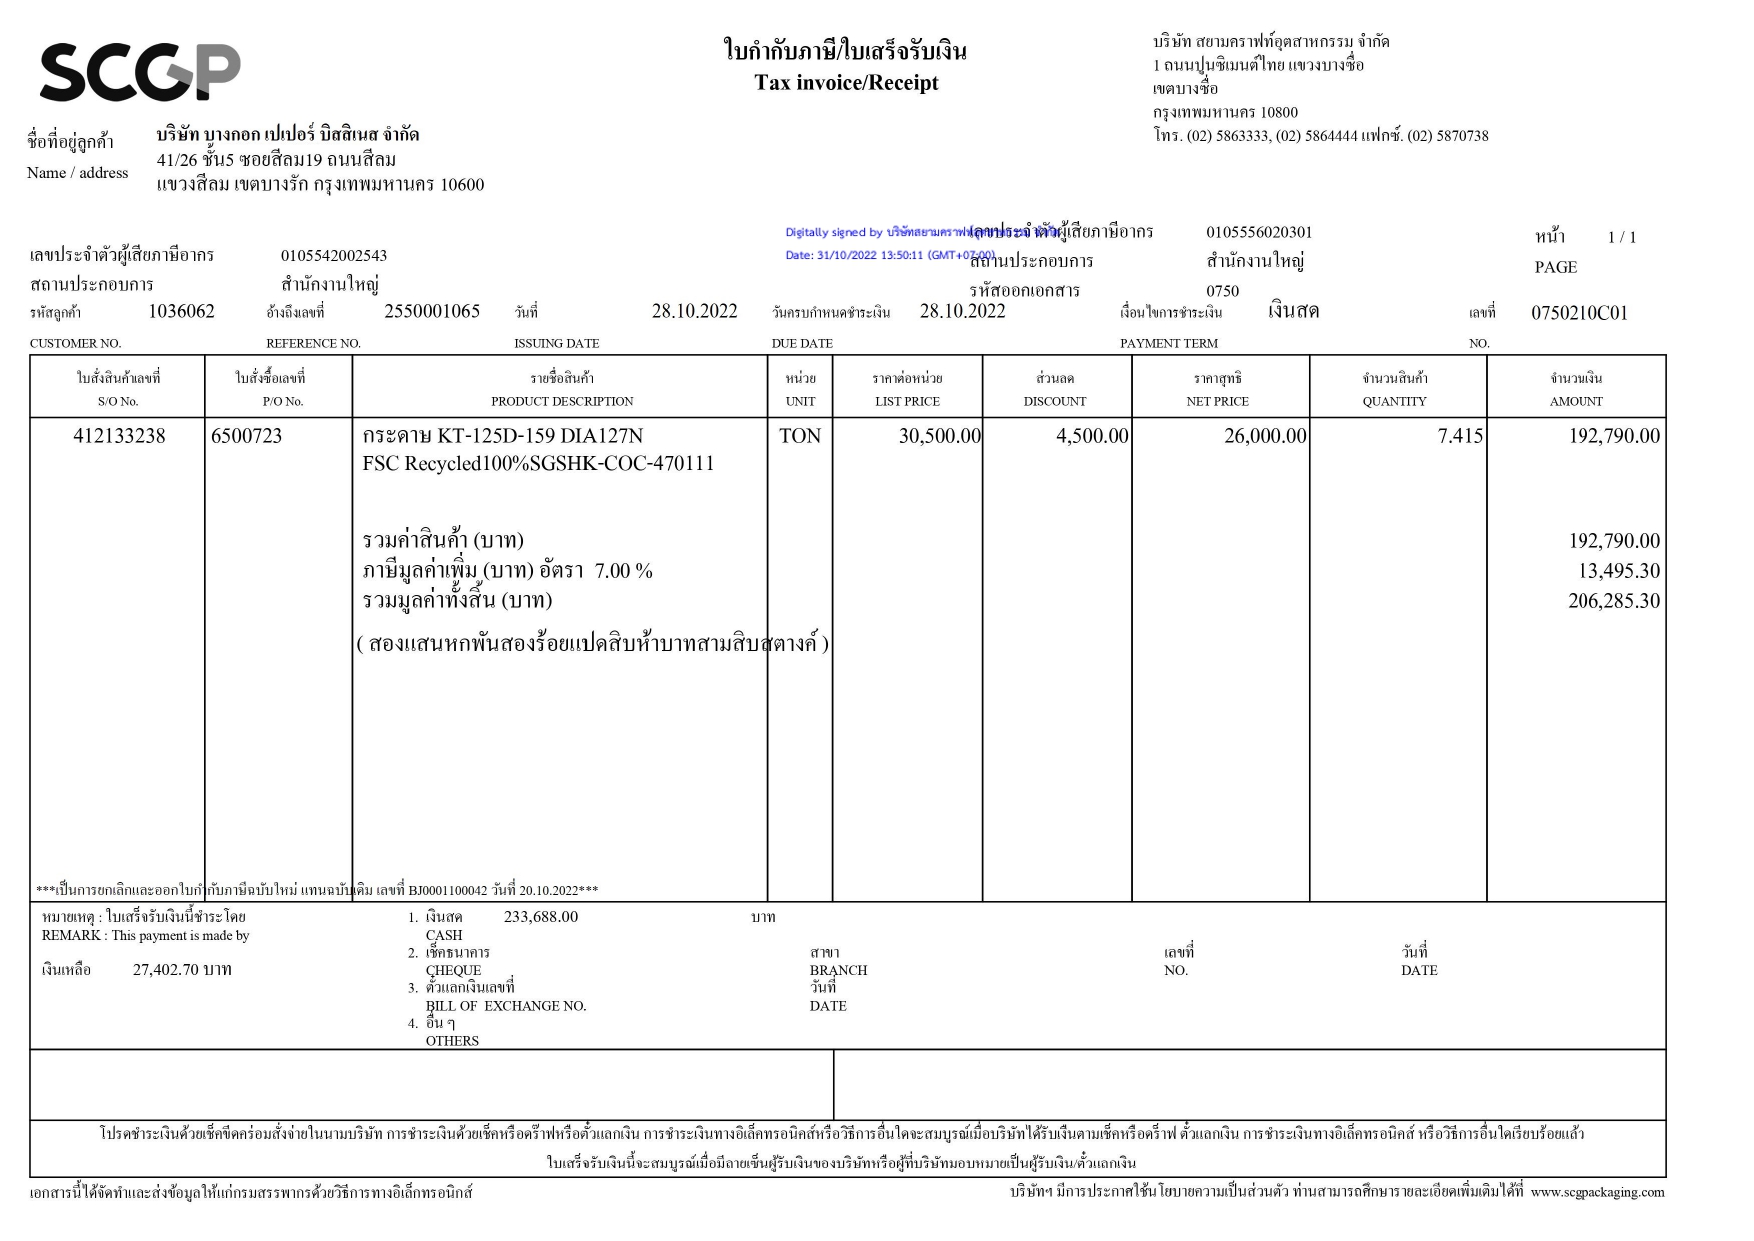 SCGP
ใบกำกับภาษี/ใบเสร็จรับเงิน
Tax invoice/Receipt
บริษัท สยามคราฟท์อุตสาหกรรม จำกัด
1 ถนนปูนซิเมนต์ไทย แขวงบางซื่อ
เขตบางซื่อ
กรุงเทพมหานคร 10800
โทร. (02) 5863333, (02) 5864444 แฟกซ์. (02) 5870738
ชื่อที่อยู่ลูกค้า บริษัท บางกอก เปเปอร์ บิสสิเนส จำกัด
41/26 ชั้น5 ซอยสีลม19 ถนนสีลม
Name / address แขวงสีลม เขตบางรัก กรุงเทพมหานคร 10600
Digitally signed by
Date: 31/10/2022 13:50:11 (GMT+07:00)
เลขประจำตัวผู้เสียภาษีอากร 0105556020301
สถานประกอบการ สำนักงานใหญ่
รหัสออกเอกสาร 0750
หน้า 1 / 1
PAGE
เลขประจำตัวผู้เสียภาษีอากร 0105542002543
สถานประกอบการ สำนักงานใหญ่
รหัสลูกค้า 1036062 อ้างถึงเลขที่ 2550001065 วันที่ 28.10.2022 วันครบกำหนดชำระเงิน 28.10.2022 เงื่อนไขการชำระเงิน เงินสด เลขที่ 0750210C01
CUSTOMER NO. REFERENCE NO. ISSUING DATE DUE DATE PAYMENT TERM NO.
ใบสั่งสินค้าเลขที่ ใบสั่งซื้อเลขที่ รายชื่อสินค้า หน่วย ราคาต่อหน่วย ส่วนลด ราคาสุทธิ จำนวนสินค้า จำนวนเงิน
S/O No. P/O No. PRODUCT DESCRIPTION UNIT LIST PRICE DISCOUNT NET PRICE QUANTITY AMOUNT
412133238 6500723 กระดาษ KT-125D-159 DIA127N TON 30,500.00 4,500.00 26,000.00 7.415 192,790.00
FSC Recycled100%SGSHK-COC-470111
รวมค่าสินค้า (บาท) 192,790.00
ภาษีมูลค่าเพิ่ม (บาท) อัตรา 7.00 % 13,495.30
รวมมูลค่าทั้งสิ้น (บาท) 206,285.30
( สองแสนหกพันสองร้อยแปดสิบห้าบาทสามสิบสตางค์ )
***เป็นการยกเลิกและออกใบกำกับภาษีฉบับใหม่ แทนฉบับเดิม เลขที่ BJ0001100042 วันที่ 20.10.2022***
หมายเหตุ : ใบเสร็จรับเงินนี้ชำระโดย 1. เงินสด 233,688.00 บาท
REMARK : This payment is made by CASH
2. เช็คธนาคาร สาขา เลขที่ วันที่
เงินเหลือ 27,402.70 บาท CHEQUE BRANCH NO. DATE
3. ตั๋วแลกเงินเลขที่ วันที่
BILL OF EXCHANGE NO. DATE
4. อื่น ๆ
OTHERS
โปรดชำระเงินด้วยเช็คขีดคร่อมสั่งจ่ายในนามบริษัท การชำระเงินด้วยเช็คหรือดร๊าฟหรือตั๋วแลกเงิน การชำระเงินทางอิเล็คทรอนิคส์หรือวิธีการอื่นใดจะสมบูรณ์เมื่อบริษัทได้รับเงินตามเช็คหรือดร็าฟ ตั๋วแลกเงิน การชำระเงินทางอิเล็คทรอนิคส์ หรือวิธีการอื่นใดเรียบร้อยแล้ว
ใบเสร็จรับเงินนี้จะสมบูรณ์เมื่อมีลายเซ็นผู้รับเงินของบริษัทหรือผู้ที่บริษัทมอบหมายเป็นผู้รับเงิน/ตั๋วแลกเงิน
เอกสารนี้ได้จัดทำและส่งข้อมูลให้แก่กรมสรรพากรด้วยวิธีการทางอิเล็กทรอนิกส์ บริษัทฯ มีการประกาศใช้นโยบายความเป็นส่วนตัว ท่านสามารถศึกษารายละเอียดเพิ่มเติมได้ที่ www.scgpackaging.com